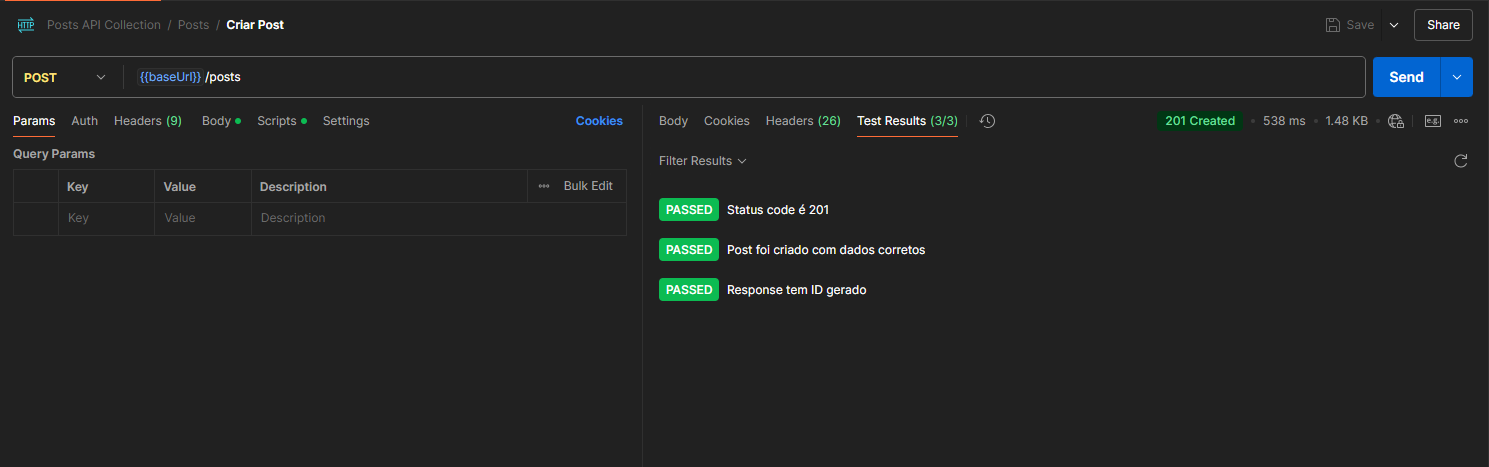 HTTP Posts API Collection / Posts / Criar Post Save Share
POST {{baseUrl}} /posts Send
Params Auth Headers (9) Body Scripts Settings Cookies
Body Cookies Headers (26) Test Results (3/3) 201 Created 538 ms 1.48 KB e.g.
Query Params
Key Value Description Bulk Edit
Key Value Description
Filter Results
PASSED Status code é 201
PASSED Post foi criado com dados corretos
PASSED Response tem ID gerado